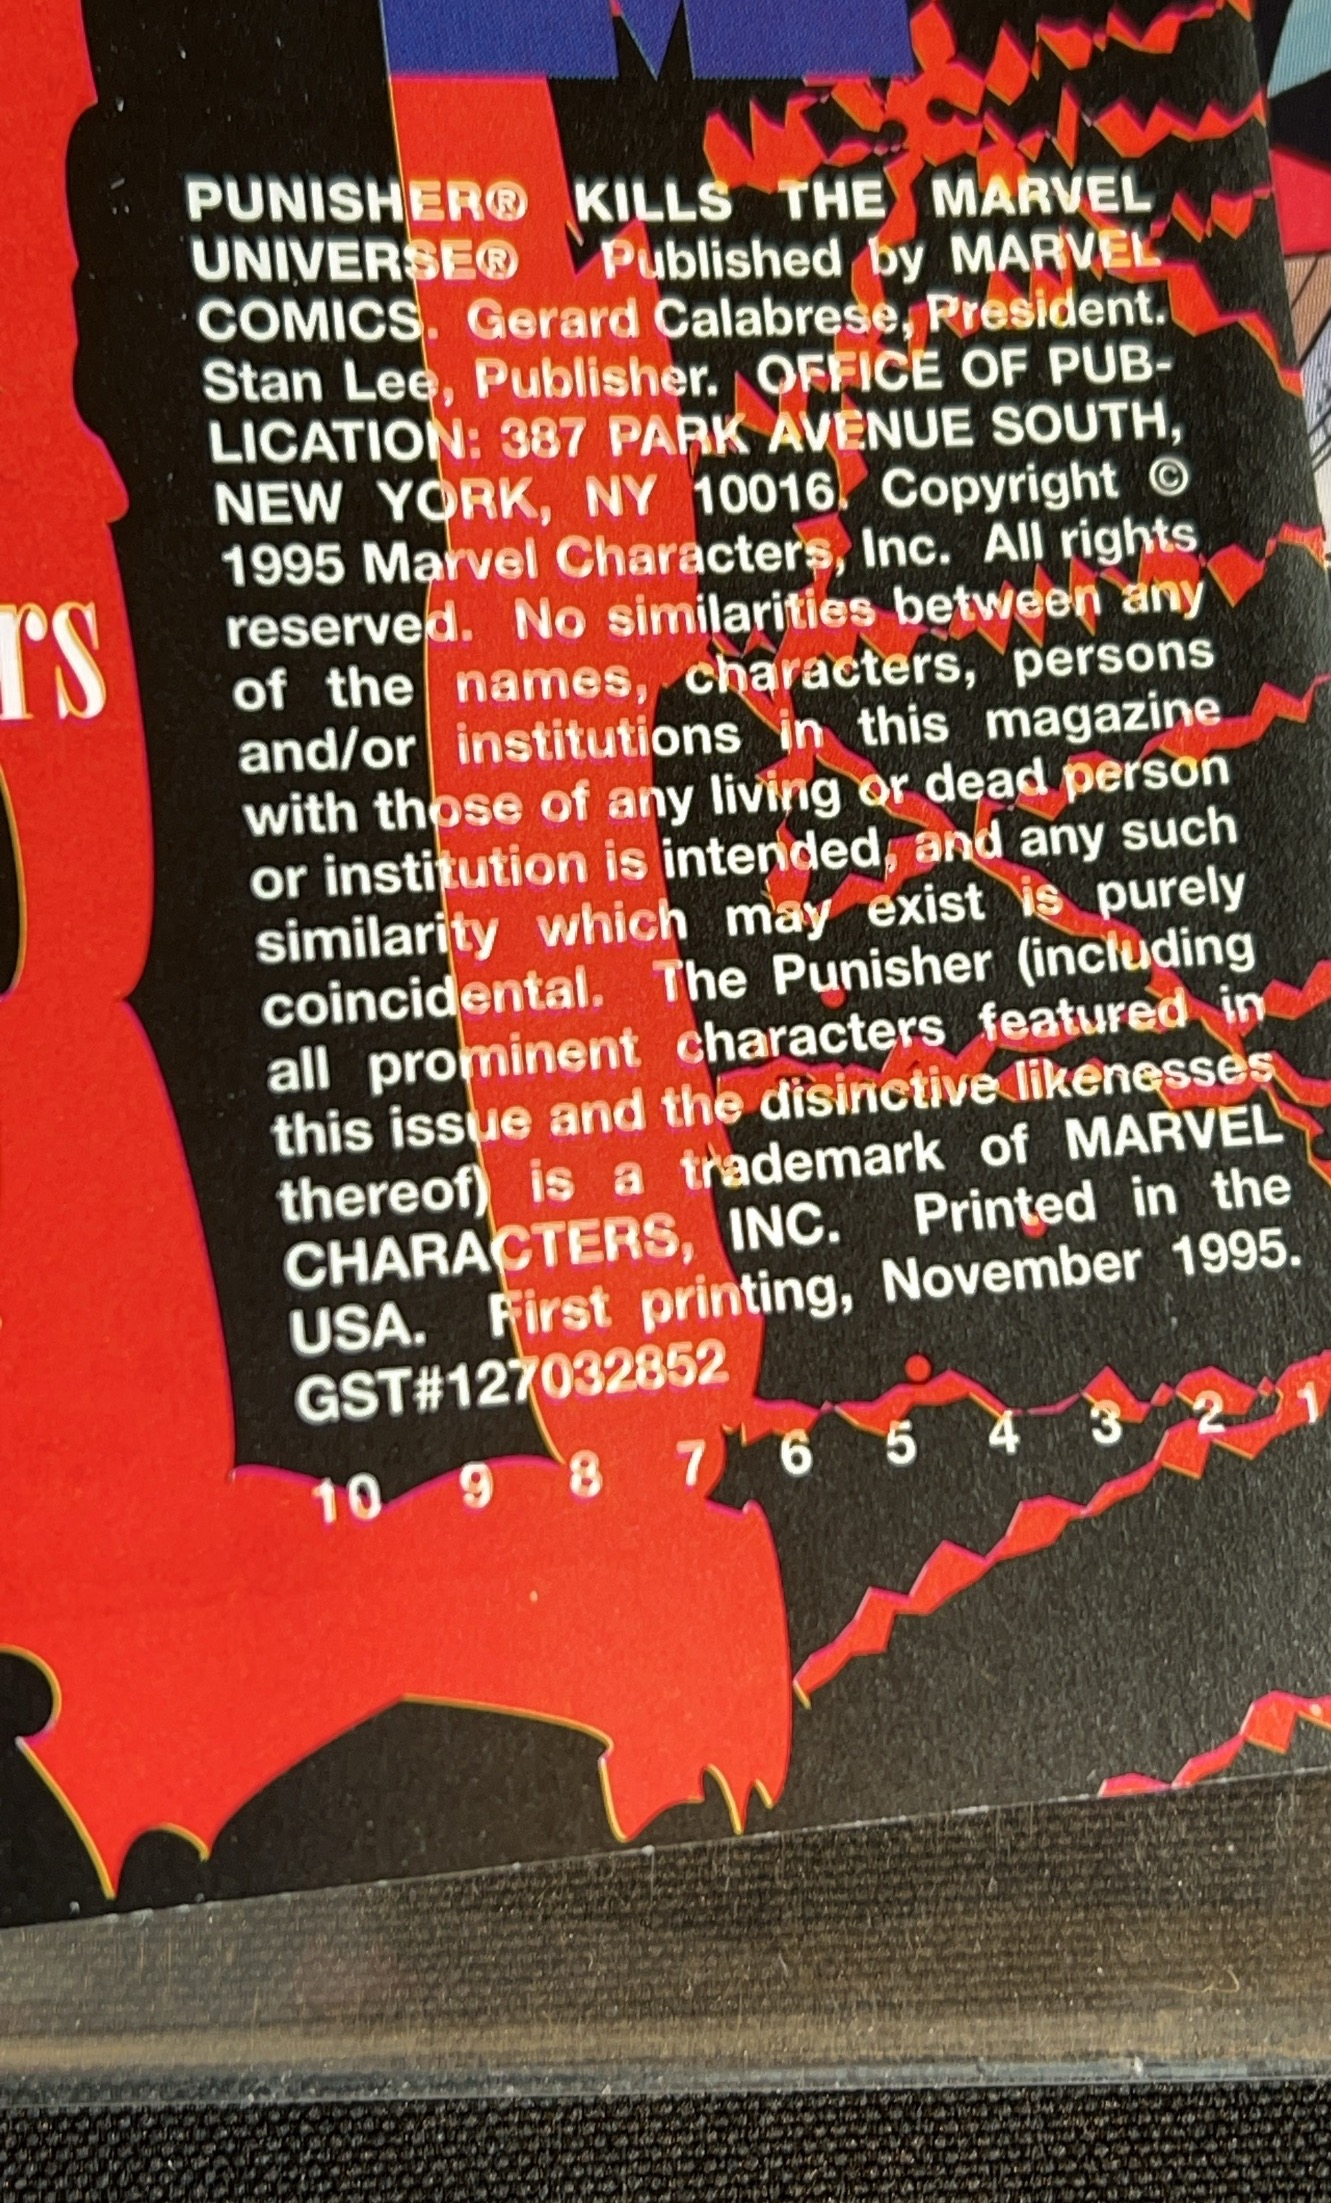 PUNISHER® KILLS THE MARVEL
UNIVERSE® Published by MARVEL
COMICS. Gerard Calabrese, President.
Stan Lee, Publisher. OFFICE OF PUB-
LICATION: 387 PARK AVENUE SOUTH,
NEW YORK, NY 10016. Copyright ©
1995 Marvel Characters, Inc. All rights
reserved. No similarities between any
of the names, characters, persons
and/or institutions in this magazine
with those of any living or dead person
or institution is intended, and any such
similarity which may exist is purely
coincidental. The Punisher (including
all prominent characters featured in
this issue and the disinctive likenesses
thereof) is a trademark of MARVEL
CHARACTERS, INC. Printed in the
USA. First printing, November 1995.
GST#127032852
10 9 8 7 6 5 4 3 2 1
rs